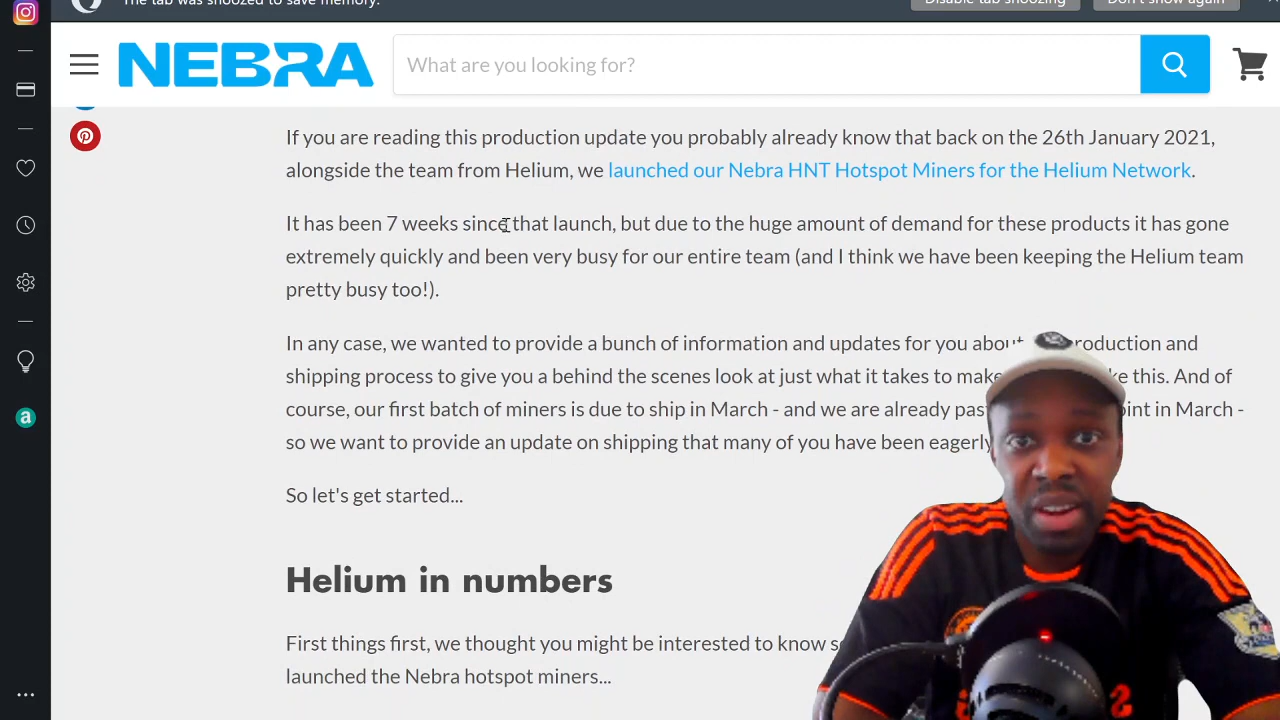 The tab was snoozed to save memory.
Disable tab snoozing
Don't show again
NEBRA
What are you looking for?
If you are reading this production update you probably already know that back on the 26th January 2021,
alongside the team from Helium, we launched our Nebra HNT Hotspot Miners for the Helium Network.
It has been 7 weeks since that launch, but due to the huge amount of demand for these products it has gone
extremely quickly and been very busy for our entire team (and I think we have been keeping the Helium team
pretty busy too!).
In any case, we wanted to provide a bunch of information and updates for you about production and
shipping process to give you a behind the scenes look at just what it takes to make this. And of
course, our first batch of miners is due to ship in March - and we are already in March -
so we want to provide an update on shipping that many of you have been eagerly
So let's get started...
Helium in numbers
First things first, we thought you might be interested to know
launched the Nebra hotspot miners...
a